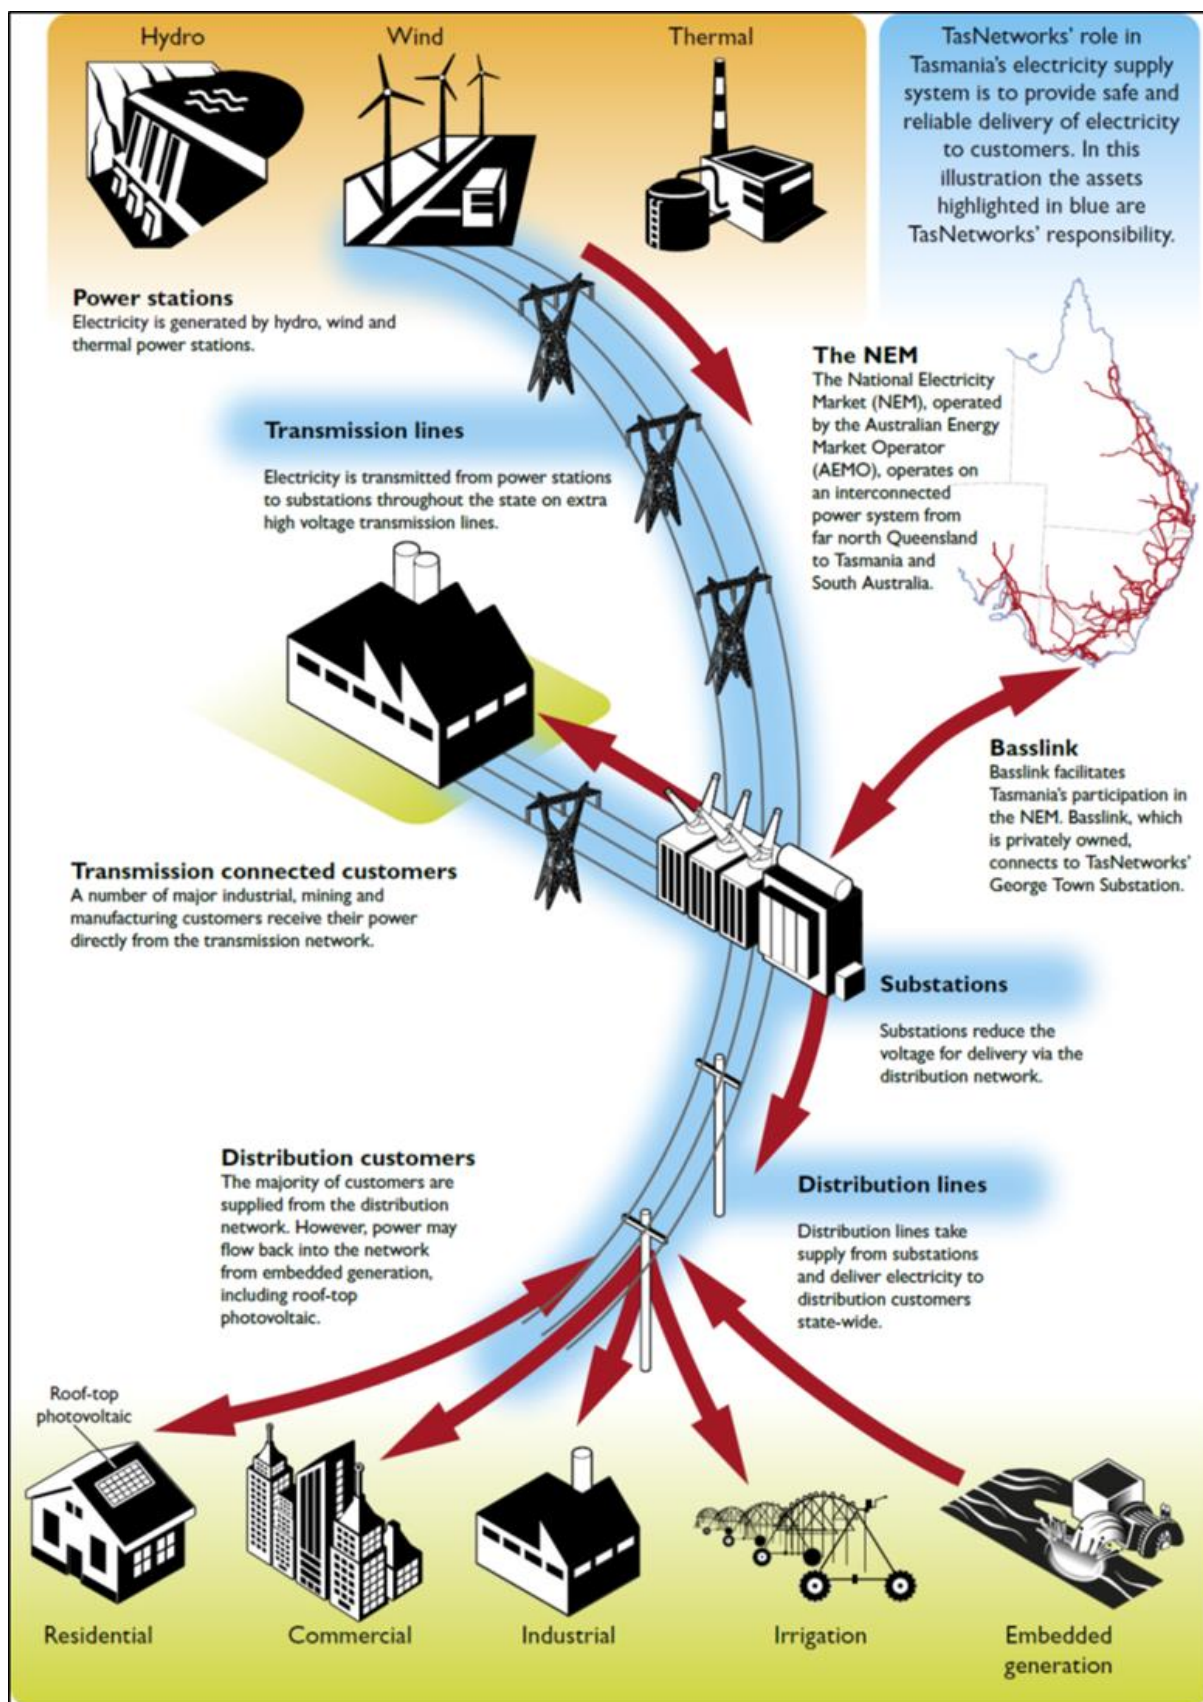 Hydro
Wind
Thermal
TasNetworks' role in
Tasmania's electricity supply
system is to provide safe and
reliable delivery of electricity
to customers. In this
illustration the assets
highlighted in blue are
TasNetworks' responsibility.
Power stations
Electricity is generated by hydro, wind and
thermal power stations.
The NEM
The National Electricity
Market (NEM), operated
by the Australian Energy
Market Operator
(AEMO), operates on
an interconnected
power system from
far north Queensland
to Tasmania and
South Australia.
Transmission lines
Electricity is transmitted from power stations
to substations throughout the state on extra
high voltage transmission lines.
Basslink
Basslink facilitates
Tasmania's participation in
the NEM. Basslink, which
is privately owned,
connects to TasNetworks'
George Town Substation.
Transmission connected customers
A number of major industrial, mining and
manufacturing customers receive their power
directly from the transmission network.
Substations
Substations reduce the
voltage for delivery via the
distribution network.
Distribution customers
The majority of customers are
supplied from the distribution
network. However, power may
flow back into the network
from embedded generation,
including roof-top
photovoltaic.
Distribution lines
Distribution lines take
supply from substations
and deliver electricity to
distribution customers
state-wide.
Roof-top
photovoltaic
Residential
Commercial
Industrial
Irrigation
Embedded
generation